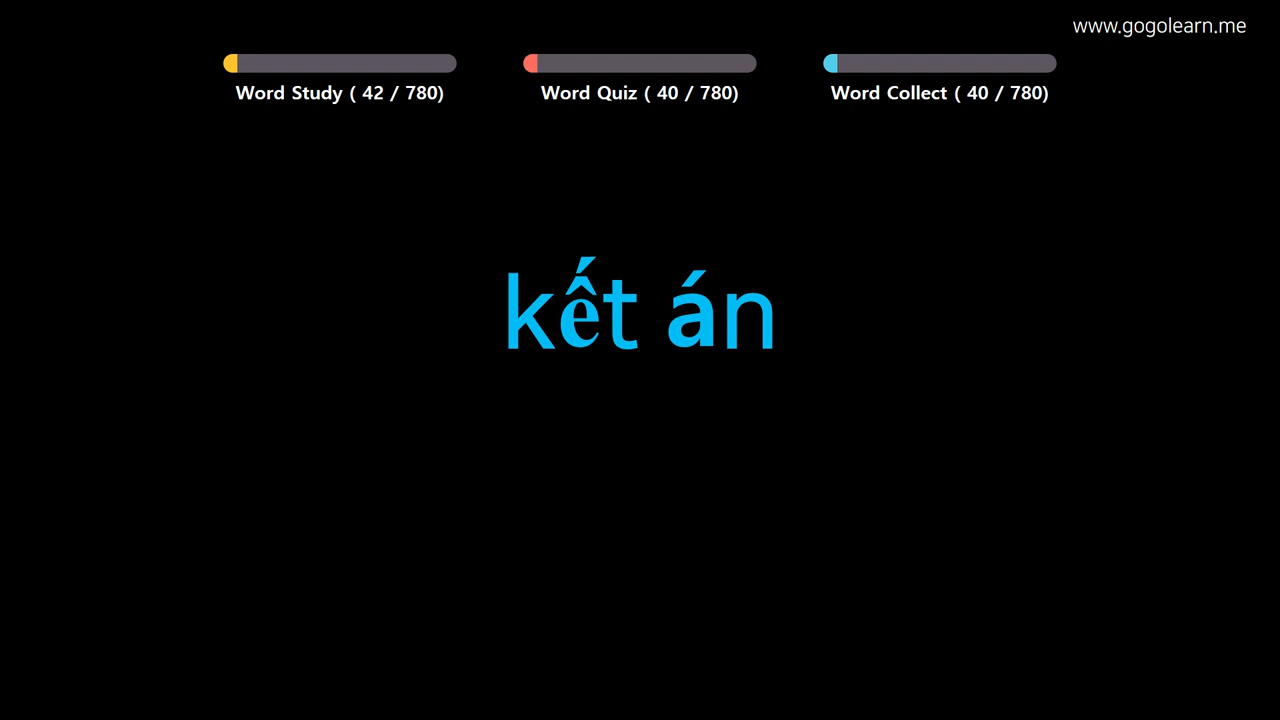 www.gogolearn.me
Word Study ( 42 / 780)
Word Quiz ( 40 / 780)
Word Collect ( 40 / 780)
kết án